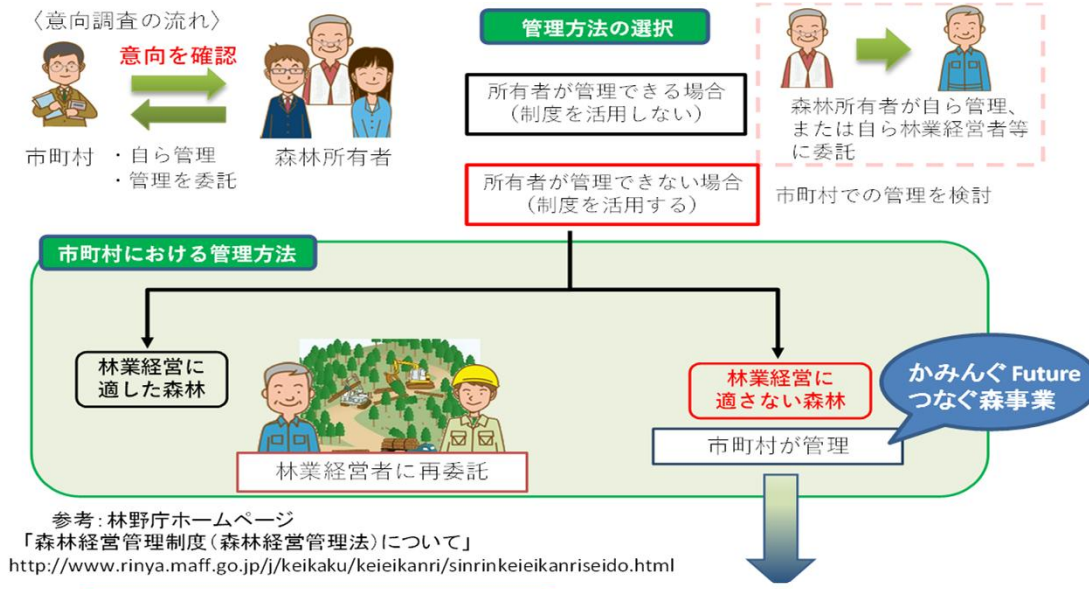 〈意向調査の流れ〉
意向を確認
市町村
・自ら管理
・管理を委託
森林所有者
管理方法の選択
所有者が管理できる場合
(制度を活用しない)
森林所有者が自ら管理、
または自ら林業経営者等
に委託
所有者が管理できない場合
(制度を活用する)
市町村での管理を検討
市町村における管理方法
林業経営に
適した森林
林業経営者に再委託
林業経営に
適さない森林
市町村が管理
かみんぐ Future
つなぐ森事業
参考:林野庁ホームページ
「森林経営管理制度(森林経営管理法)について」
http://www.rinya.maff.go.jp/j/keikaku/keieikanri/sinrinkeieikanriseido.html